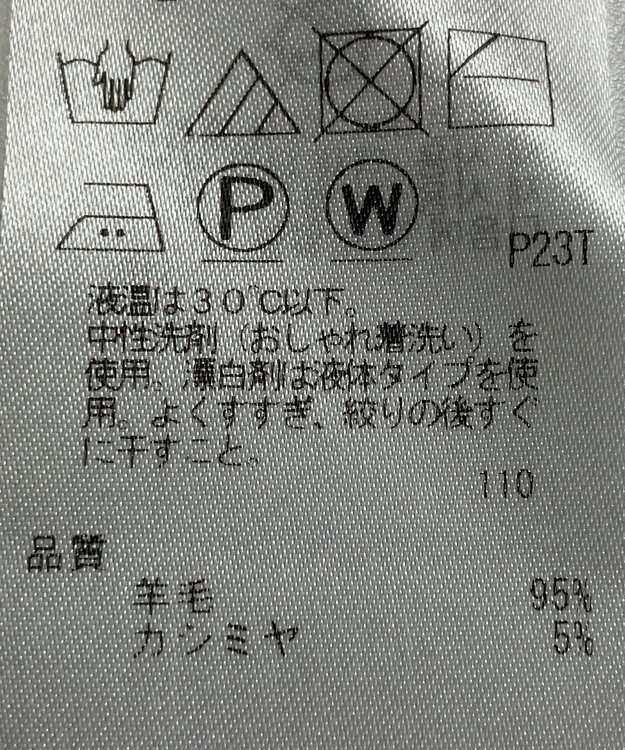 P W
P23T
液温は30℃以下。
中性洗剤（おしゃれ着洗い）を
使用。漂白剤は液体タイプを使
用。よくすすぎ、絞りの後すぐ
に干すこと。
110
品質
羊毛 95%
カシミヤ 5%